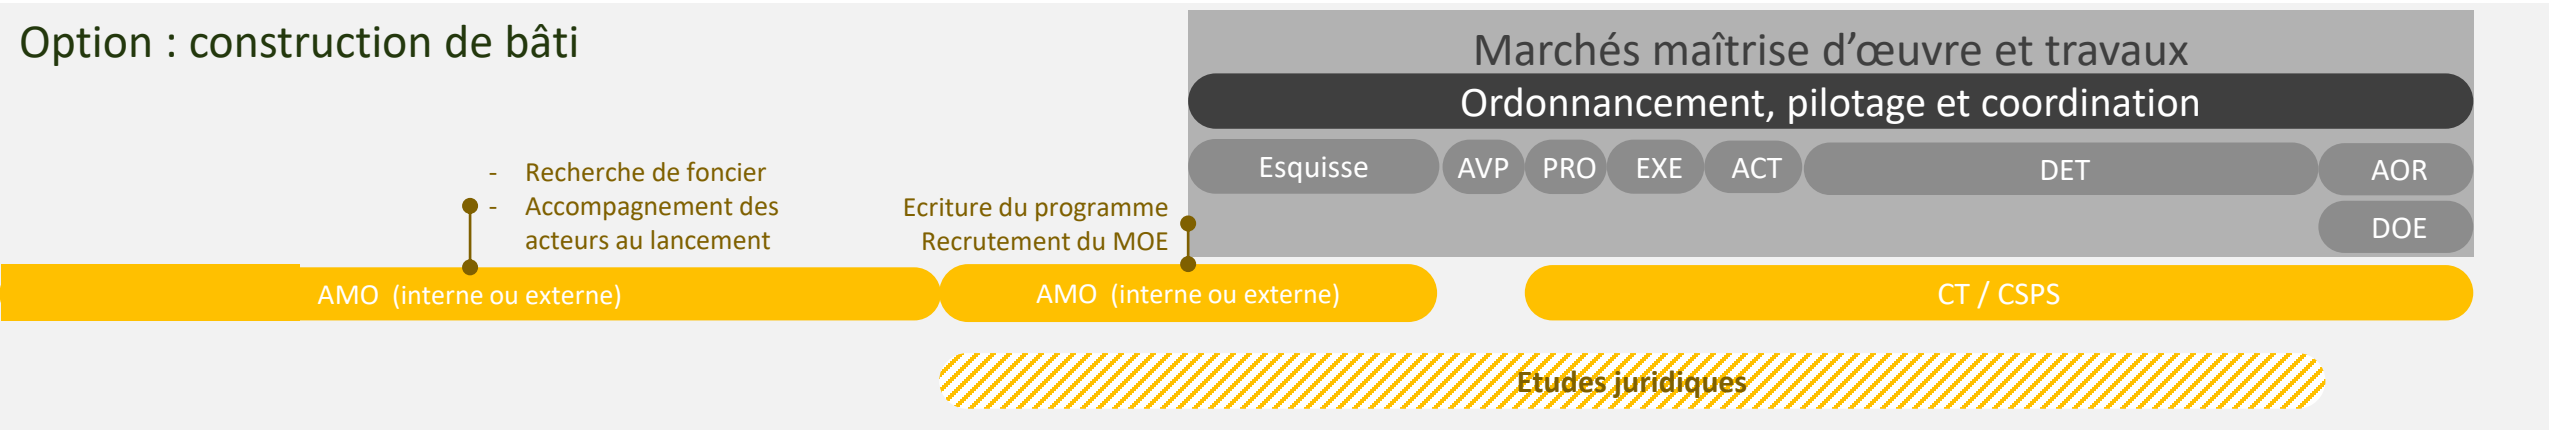 Option : construction de bâti
Marchés maîtrise d'œuvre et travaux
Ordonnancement, pilotage et coordination
Esquisse
AVP
PRO
EXE
ACT
DET
AOR
DOE
- Recherche de foncier
- Accompagnement des
acteurs au lancement
Ecriture du programme
Recrutement du MOE
AMO (interne ou externe)
AMO (interne ou externe)
CT / CSPS
Etudes juridiques